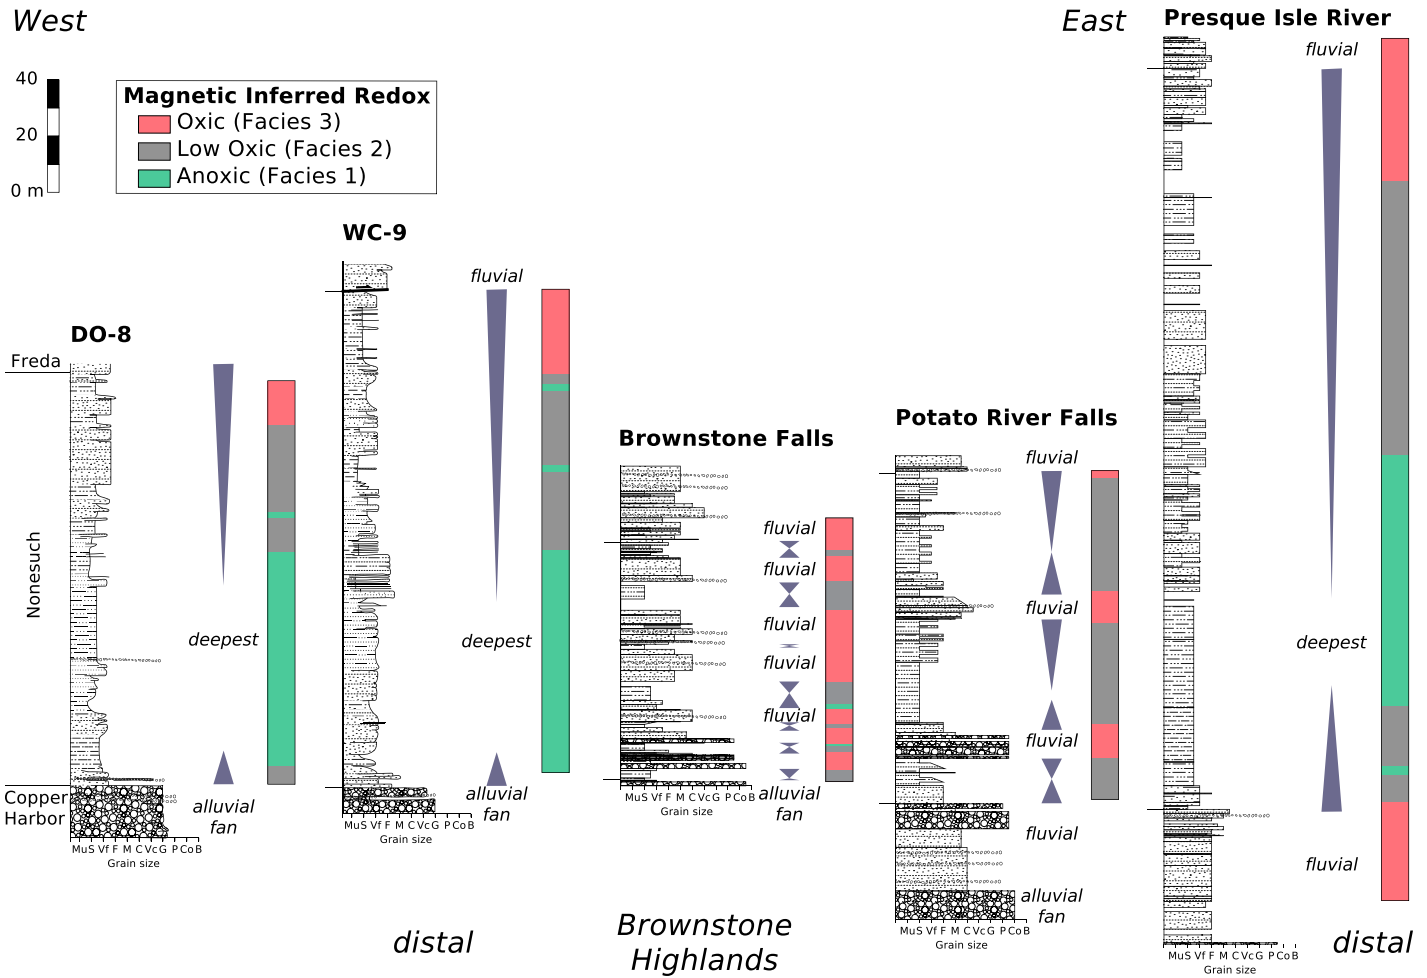 West
East
Presque Isle River
40
20
0 m
Magnetic Inferred Redox
Oxic (Facies 3)
Low Oxic (Facies 2)
Anoxic (Facies 1)
DO-8
Freda
Nonesuch
Copper
Harbor
deepest
alluvial
fan
MuS Vf F M C VcG P CoB
Grain size
WC-9
fluvial
deepest
alluvial
fan
MuS Vf F M C VcG P CoB
Grain size
distal
Brownstone Falls
fluvial
fluvial
fluvial
fluvial
fluvial
alluvial
fan
MuS Vf F M C VcG P CoB
Grain size
Brownstone
Highlands
Potato River Falls
fluvial
fluvial
fluvial
fluvial
alluvial
fan
MuS Vf F M C VcG P CoB
Grain size
fluvial
deepest
fluvial
MuS Vf F M C VcG P CoB
Grain size
distal